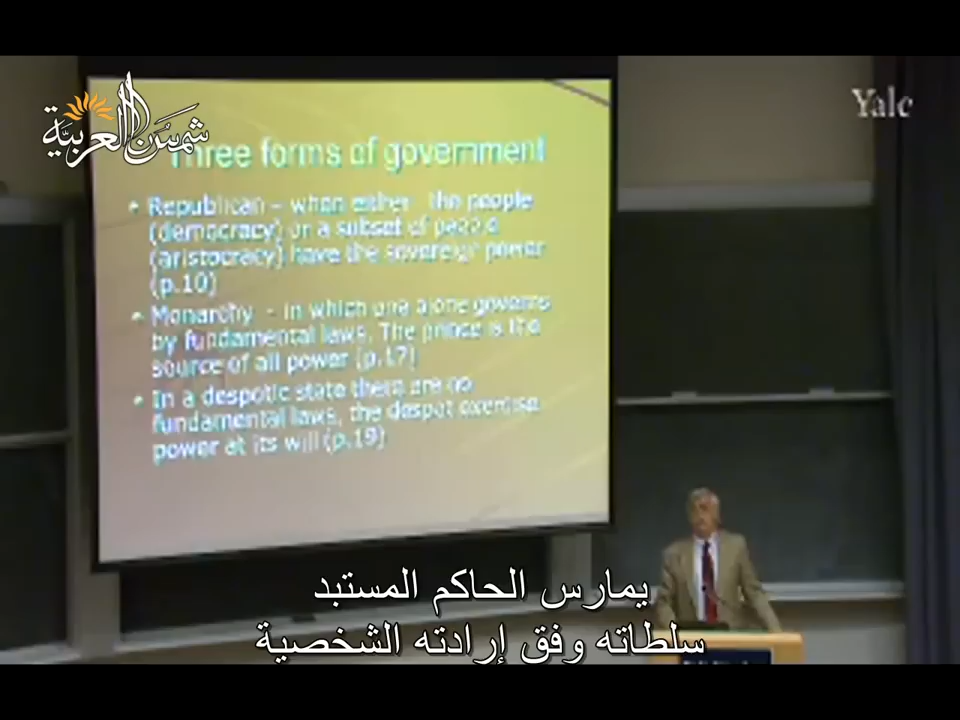 شمس العربية
Yale
Three forms of government
Republican – when either the people
(democracy) or a subset of people
(aristocracy) have the sovereign power
(p.10)
Monarchy - in which one alone governs
by fundamental laws. The prince is the
source of all power (p.17)
In a despotic state there are no
fundamental laws, the despot exercise
power at its will (p.19)
يمارس الحاكم المستبد
سلطاته وفق إرادته الشخصية